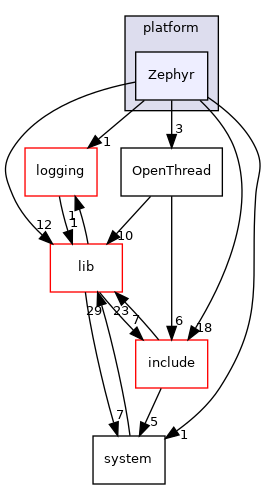 platform
Zephyr
1
3
logging
OpenThread
12
1
1
10
lib
18
29
23
7
6
include
7
5
1
system